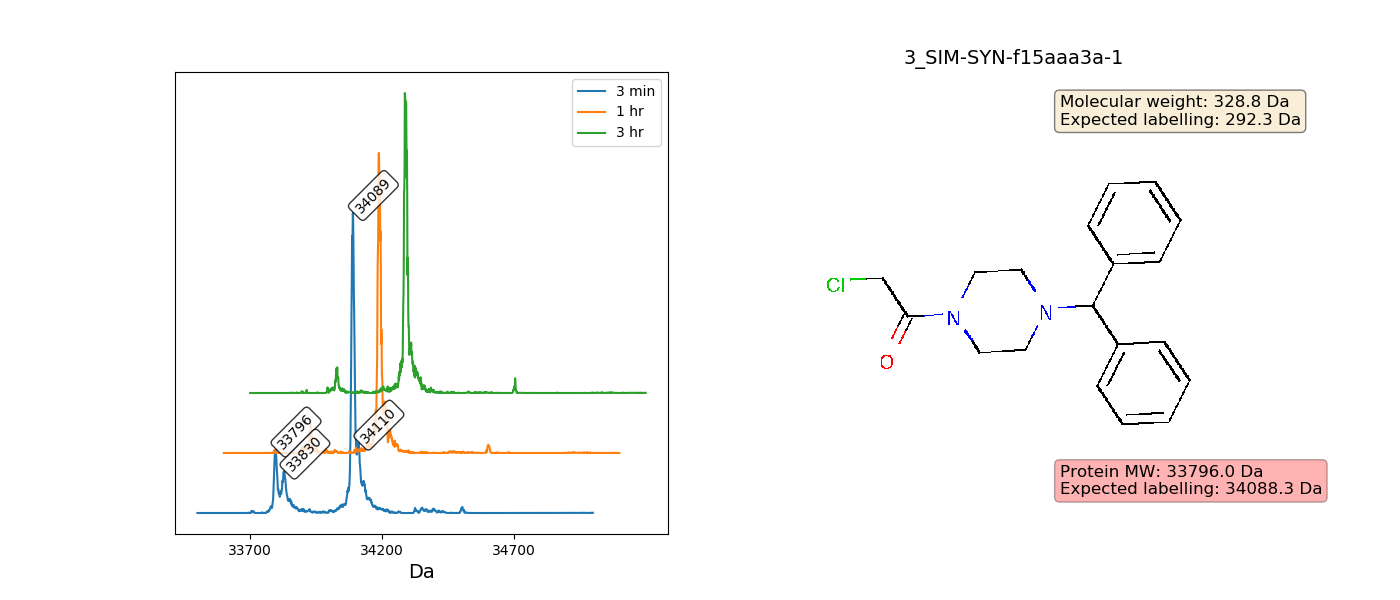 3_SIM-SYN-f15aaa3a-1
3 min
1 hr
3 hr
Molecular weight: 328.8 Da
Expected labelling: 292.3 Da
34089
33796
33830
34110
Cl
N
N
O
Protein MW: 33796.0 Da
Expected labelling: 34088.3 Da
33700
34200
34700
Da